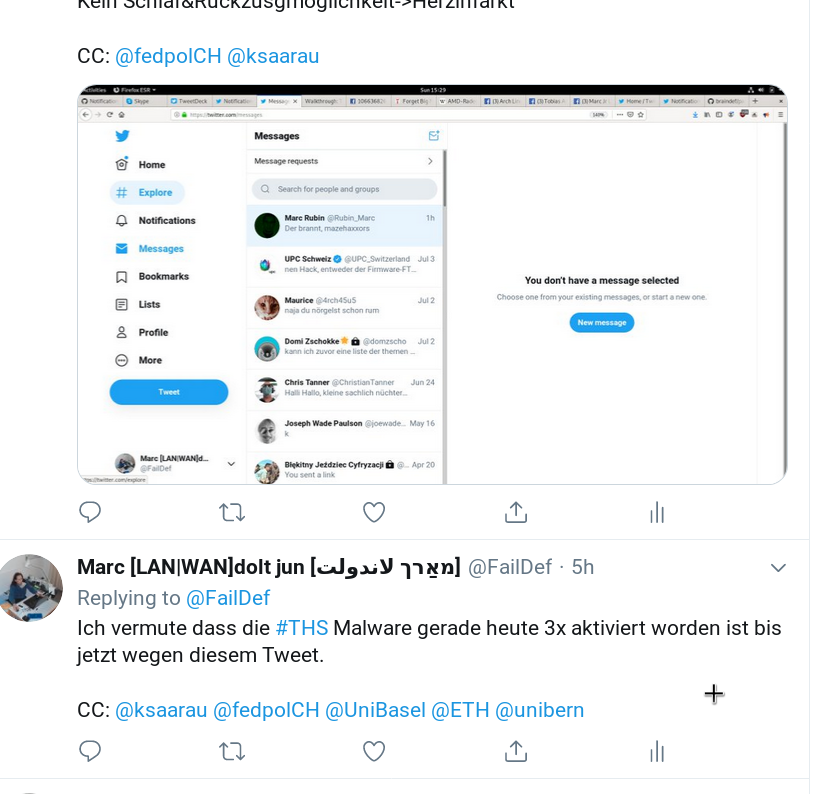 Kein Schlaf&Rückzusgmöglichkeit->Herzinfarkt
CC: @fedpolCH @ksaarau
Activities Firefox ESR
Sun 15:29
Notificatio Skype TweetDeck Notificatio Message Walkthrough 106636826 Forget Big AMD-Rade (3) Arch Lin (3) Tobias (3) Marc Jr Home / Tw Notificatio braindef
https://twitter.com/messages
140%
Home
Explore
Notifications
Messages
Bookmarks
Lists
Profile
More
Tweet
Marc [LAN|WAN]d...
@FailDef
https://twitter.com/explore
Messages
Message requests
Search for people and groups
Marc Rubin @Rubin_Marc 1h
Der brannt, mazehaxxors
UPC Schweiz @UPC_Switzerland Jul 3
nen Hack, entweder der Firmware-FT...
Maurice @4rch45u5 Jul 2
naja du nörgelst schon rum
Domi Zschokke @domzscho Jul 2
kann ich zuvor eine liste der themen ...
Chris Tanner @ChristianTanner Jun 24
Halli Hallo, kleine sachlich nüchter...
Joseph Wade Paulson @joewade... May 16
k
Błękitny Jeździec Cyfryzacji @... Apr 20
You sent a link
You don't have a message selected
Choose one from your existing messages, or start a new one.
New message
Marc [LAN|WAN]dolt jun [מאַרך لاندولت] @FailDef · 5h
Replying to @FailDef
Ich vermute dass die #THS Malware gerade heute 3x aktiviert worden ist bis
jetzt wegen diesem Tweet.
CC: @ksaarau @fedpolCH @UniBasel @ETH @unibern